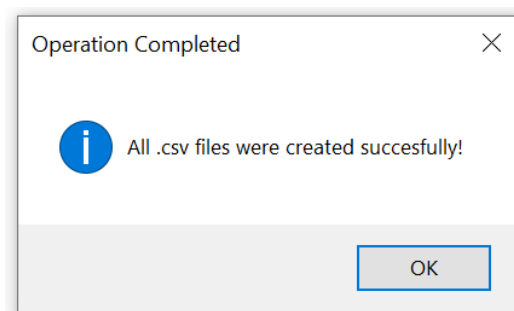 Operation Completed
All .csv files were created succesfully!
OK